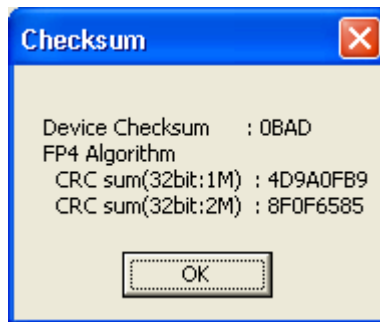 Checksum
Device Checksum : 0BAD
FP4 Algorithm
CRC sum(32bit:1M) : 4D9A0FB9
CRC sum(32bit:2M) : 8F0F6585
OK